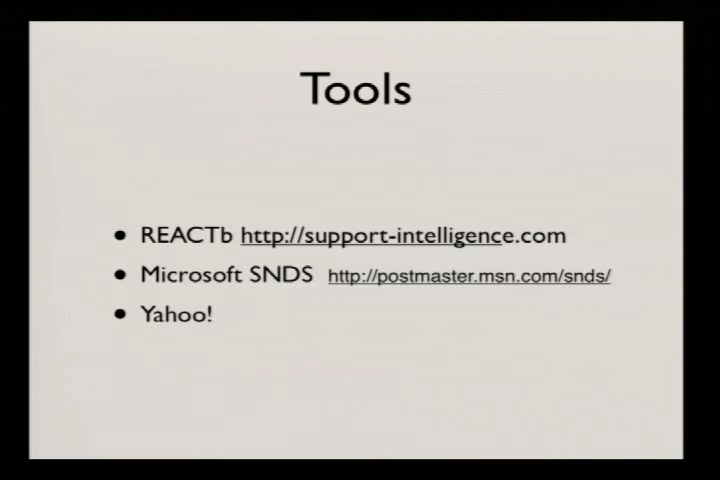 Tools
• REACTb http://support-intelligence.com
• Microsoft SNDS http://postmaster.msn.com/snds/
• Yahoo!